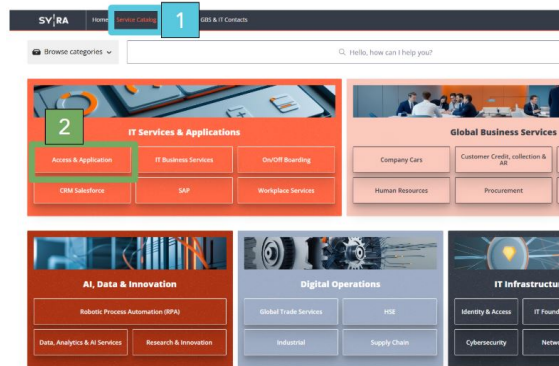 SY¦RA Home Service Catalog 1 GBS & IT Contacts
Browse categories Hello, how can I help you?
2
IT Services & Applications
Access & Application IT Business Services On/Off Boarding
CRM Salesforce SAP Workplace Services
Global Business Services
Company Cars Customer Credit, collection & AR
Human Resources Procurement
AI, Data & Innovation
Robotic Process Automation (RPA)
Data, Analytics & AI Services Research & Innovation
Digital Operations
Global Trade Services HSE
Industrial Supply Chain
IT Infrastructu
Identity & Access IT Found
Cybersecurity Netw